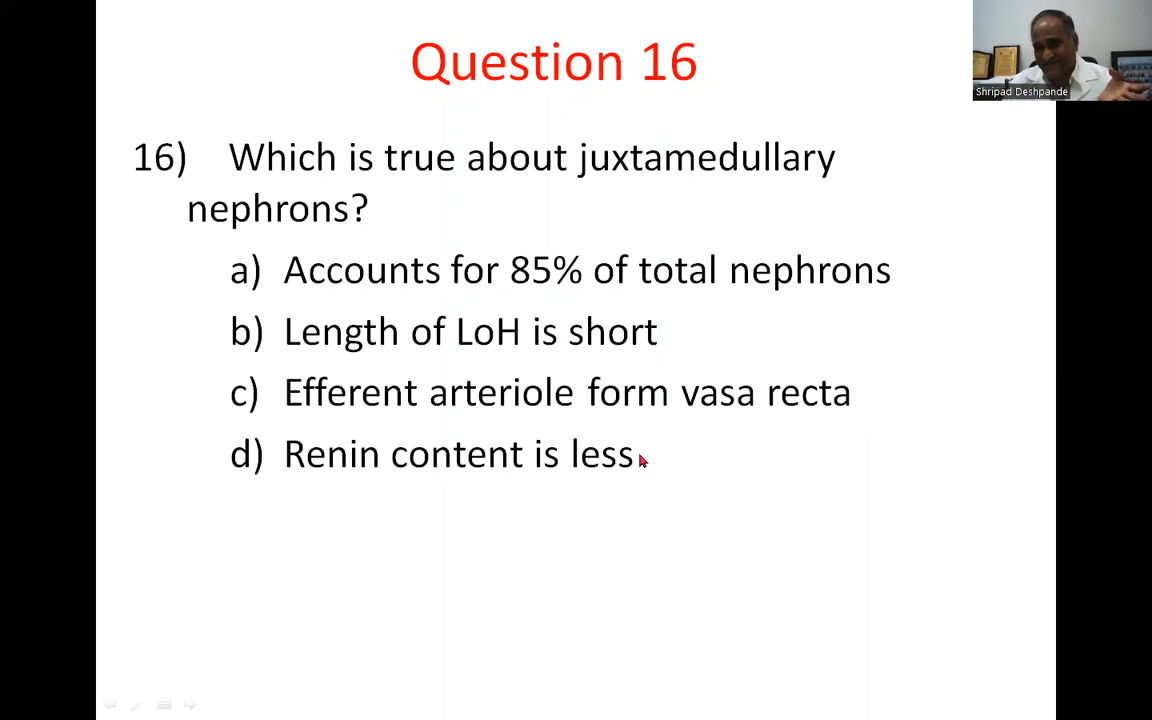 Question 16
Shripad Deshpande
16) Which is true about juxtamedullary
nephrons?
a) Accounts for 85% of total nephrons
b) Length of LoH is short
c) Efferent arteriole form vasa recta
d) Renin content is less